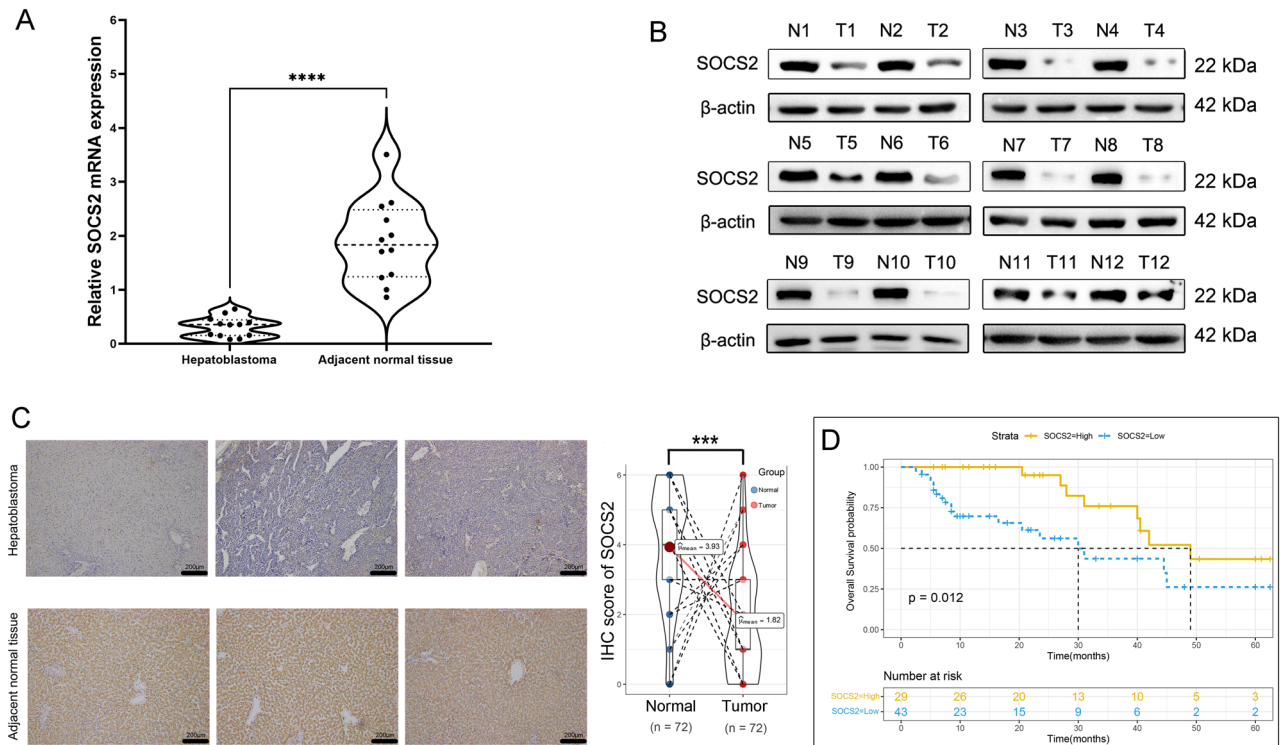 A
Relative SOCS2 mRNA expression
6
5
4
3
2
1
0
****
Hepatoblastoma
Adjacent normal tissue
B
N1 T1 N2 T2 N3 T3 N4 T4
SOCS2 22 kDa
β-actin 42 kDa
N5 T5 N6 T6 N7 T7 N8 T8
SOCS2 22 kDa
β-actin 42 kDa
N9 T9 N10 T10 N11 T11 N12 T12
SOCS2 22 kDa
β-actin 42 kDa
C
Hepatoblastoma
200μm 200μm 200μm
Adjacent normal tissue
200μm 200μm 200μm
IHC score of SOCS2
6
4
2
0
***
Group
Normal
Tumor
μ̂mean = 3.93
μ̂mean = 1.82
Normal Tumor
(n = 72) (n = 72)
D
Strata SOCS2=High SOCS2=Low
Overall Survival probability
1.00
0.75
0.50
0.25
0.00
p = 0.012
0 10 20 30 40 50 60
Time(months)
Number at risk
SOCS2=High 29 26 20 13 10 5 3
SOCS2=Low 43 23 15 9 6 2 2
0 10 20 30 40 50 60
Time(months)